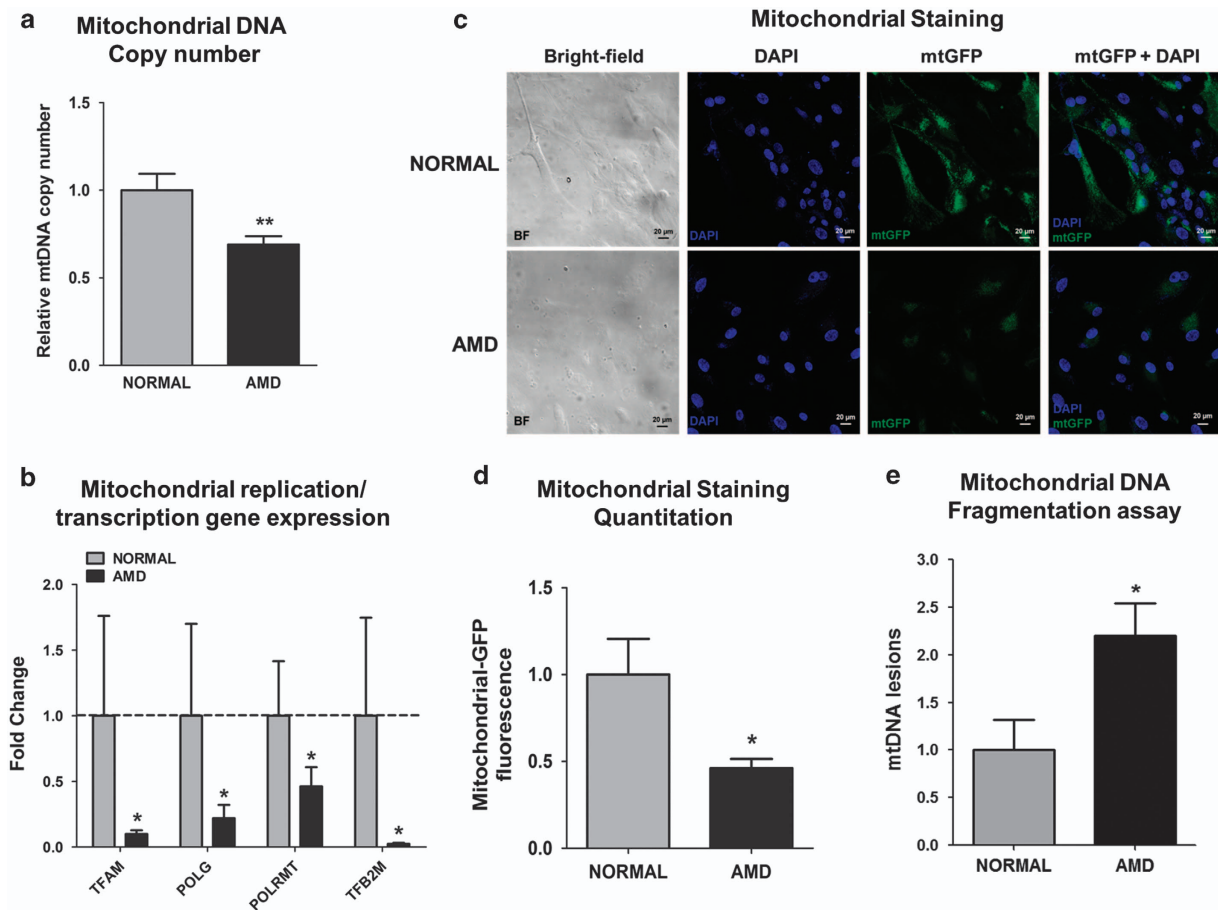 a
Mitochondrial DNA
Copy number
Relative mtDNA copy number
1.5
1.0
0.5
0.0
**
NORMAL
AMD
c
Mitochondrial Staining
Bright-field
DAPI
mtGFP
mtGFP + DAPI
NORMAL
BF
20 µm
DAPI
20 µm
mtGFP
20 µm
DAPI
mtGFP
20 µm
AMD
BF
20 µm
DAPI
20 µm
mtGFP
20 µm
DAPI
mtGFP
20 µm
b
Mitochondrial replication/
transcription gene expression
NORMAL
AMD
Fold Change
2.0
1.5
1.0
0.5
0.0
*
*
*
*
TFAM
POLG
POLRMT
TFB2M
d
Mitochondrial Staining
Quantitation
Mitochondrial-GFP
fluorescence
1.5
1.0
0.5
0.0
*
NORMAL
AMD
e
Mitochondrial DNA
Fragmentation assay
mtDNA lesions
3.0
2.5
2.0
1.5
1.0
0.5
0.0
*
NORMAL
AMD